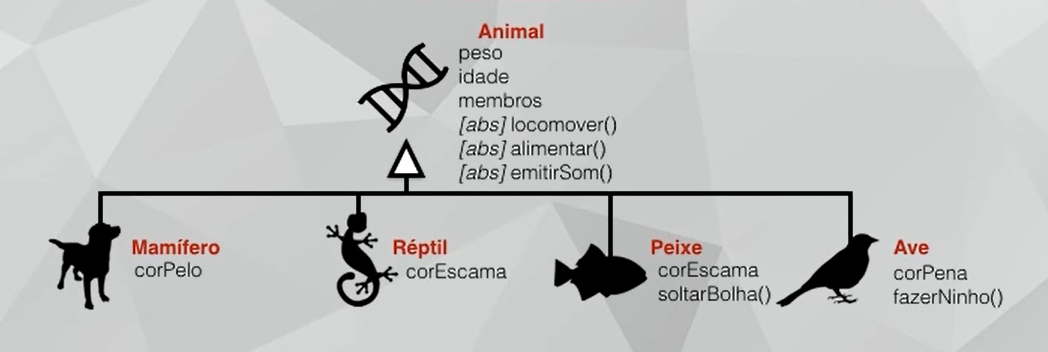 Animal
peso
idade
membros
[abs] locomover()
[abs] alimentar()
[abs] emitirSom()
Mamífero
corPelo
Réptil
corEscama
Peixe
corEscama
soltarBolha()
Ave
corPena
fazerNinho()